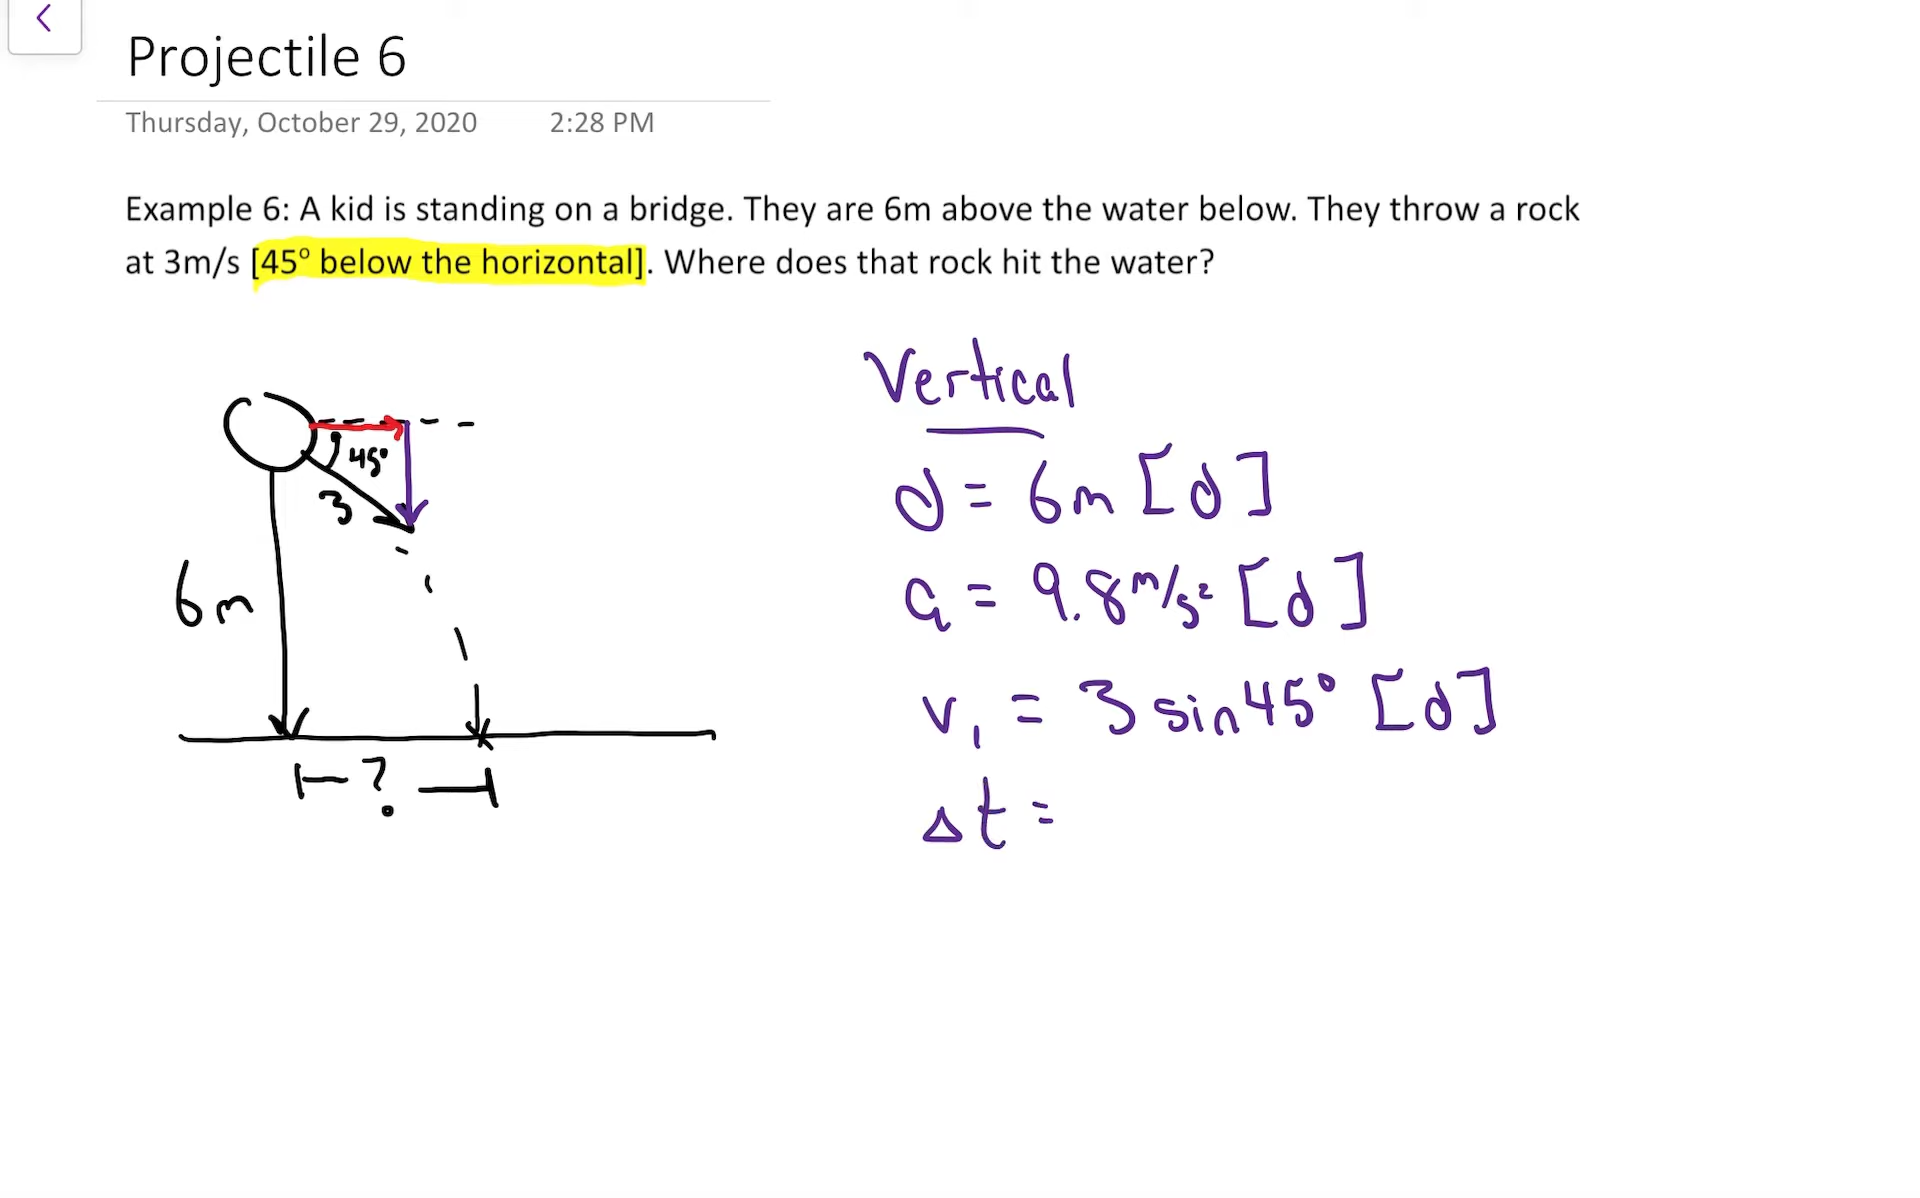 Projectile 6
Thursday, October 29, 2020 2:28 PM
Example 6: A kid is standing on a bridge. They are 6m above the water below. They throw a rock
at 3m/s [45° below the horizontal]. Where does that rock hit the water?
45°
3
6m
?
Vertical
d = 6m [d]
a = 9.8m/s² [d]
v₁ = 3 sin45° [d]
Δt =